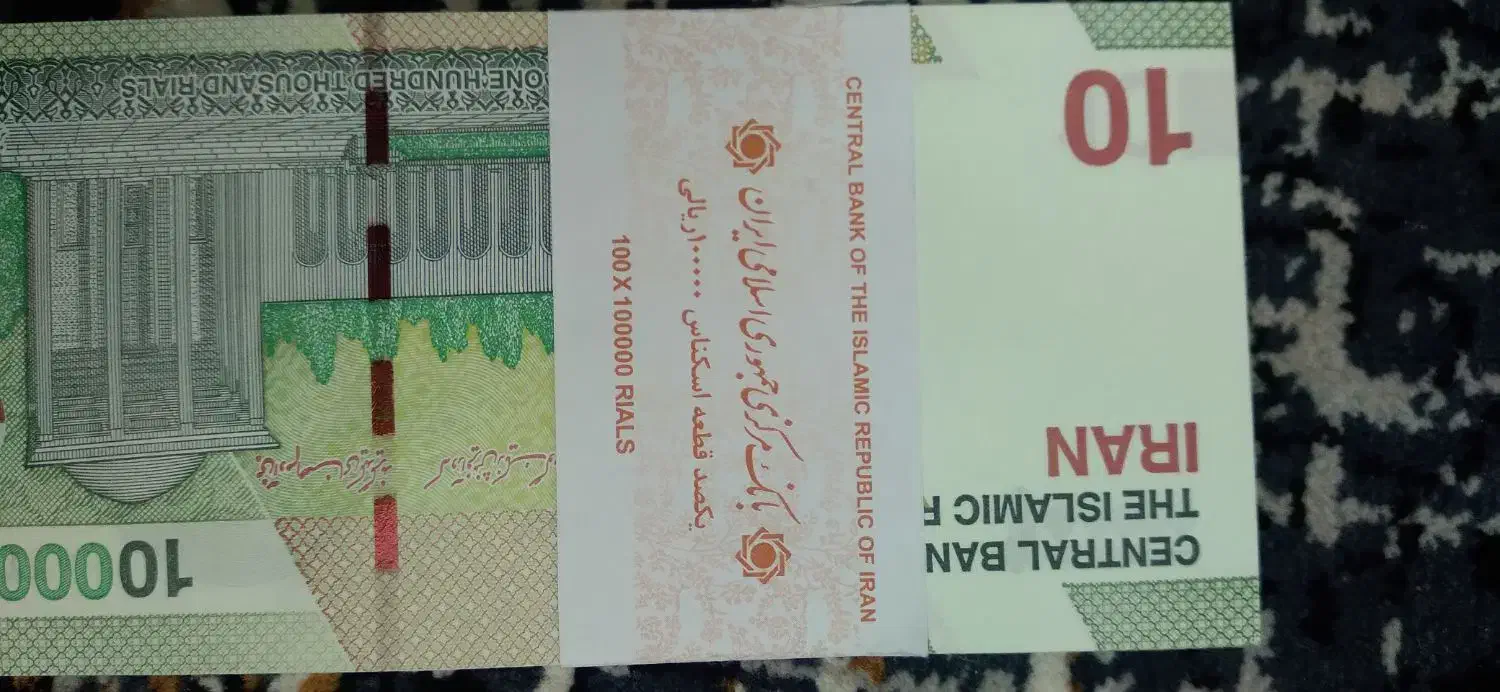 CENTRAL BANK OF THE ISLAMIC REPUBLIC OF IRAN
بانک مرکزی جمهوری اسلامی ایران
یکصد قطعه اسکناس ۱۰۰۰۰۰ ریالی
100 X 100000 RIALS
CENTRAL BAN
THE ISLAMIC R
IRAN
10
10000
ONE HUNDRED THOUSAND RIALS